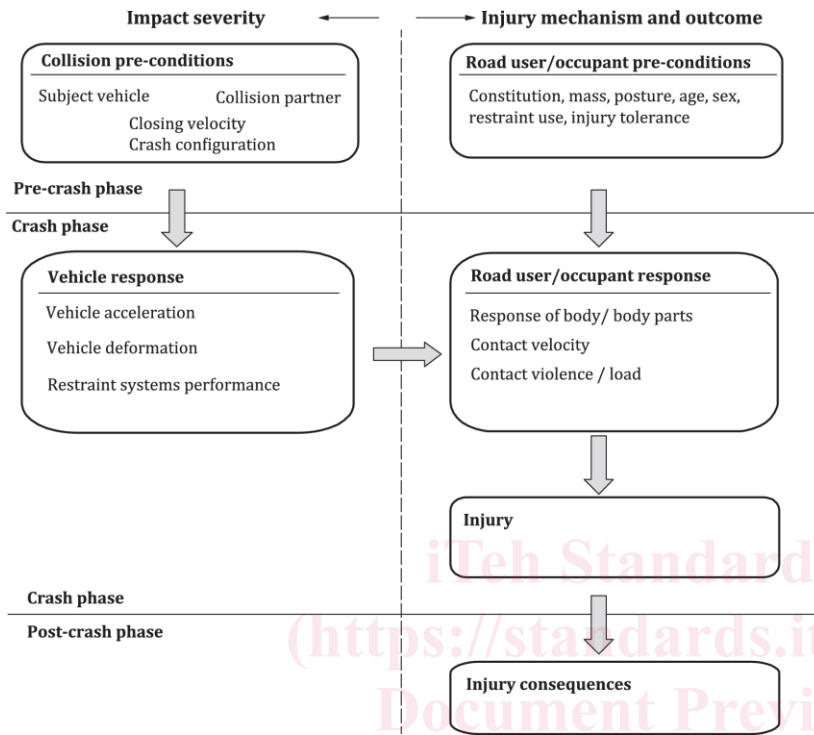 Impact severity
Injury mechanism and outcome
Collision pre-conditions
Subject vehicle
Collision partner
Closing velocity
Crash configuration
Road user/occupant pre-conditions
Constitution, mass, posture, age, sex,
restraint use, injury tolerance
Pre-crash phase
Crash phase
Vehicle response
Vehicle acceleration
Vehicle deformation
Restraint systems performance
Road user/occupant response
Response of body/ body parts
Contact velocity
Contact violence / load
Injury
iTeh Standard
Crash phase
Post-crash phase
(https://standards.it
Injury consequences
Document Previ